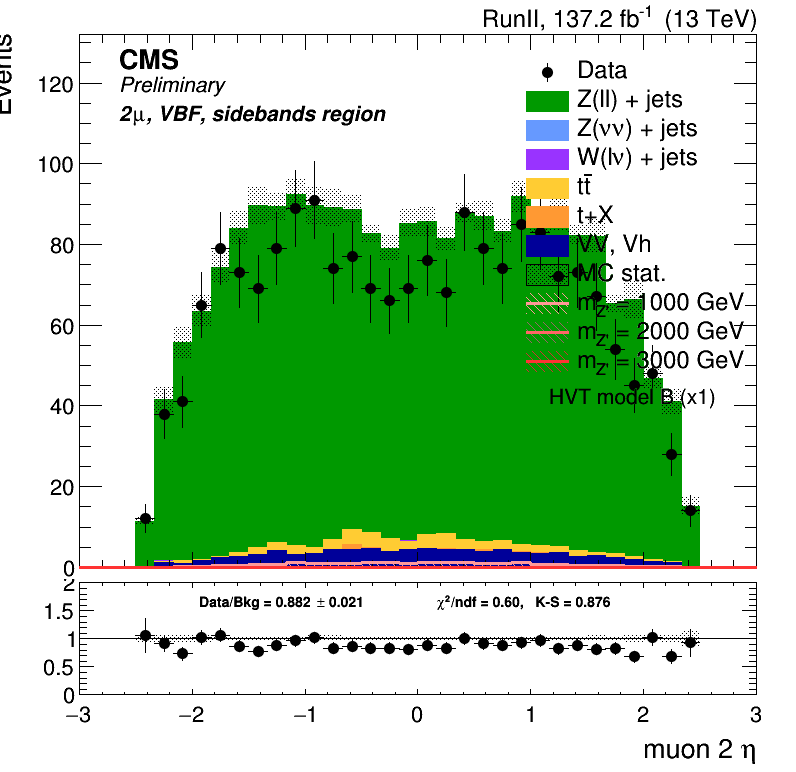 RunII, 137.2 fb⁻¹ (13 TeV)
Events
CMS
Preliminary
2μ, VBF, sidebands region
Data
Z(ll) + jets
Z(νν) + jets
W(lν) + jets
tt̄
t+X
VV, Vh
MC stat.
m_Z' = 1000 GeV
m_Z' = 2000 GeV
m_Z' = 3000 GeV
HVT model B (x1)
120
100
80
60
40
20
0
2
1.5
1
0.5
0
Data/Bkg = 0.882 ± 0.021
χ²/ndf = 0.60, K-S = 0.876
−3 −2 −1 0 1 2 3
muon 2 η